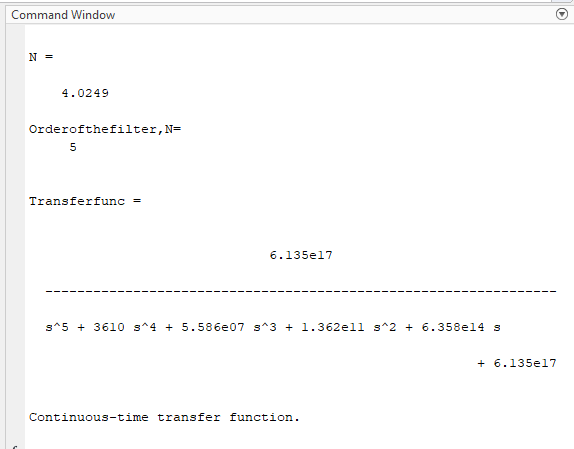 Command Window
N =
4.0249
Orderofthefilter,N=
5
Transferfunc =
6.135e17
----------------------------------------------------------------
s^5 + 3610 s^4 + 5.586e07 s^3 + 1.362e11 s^2 + 6.358e14 s
+ 6.135e17
Continuous-time transfer function.